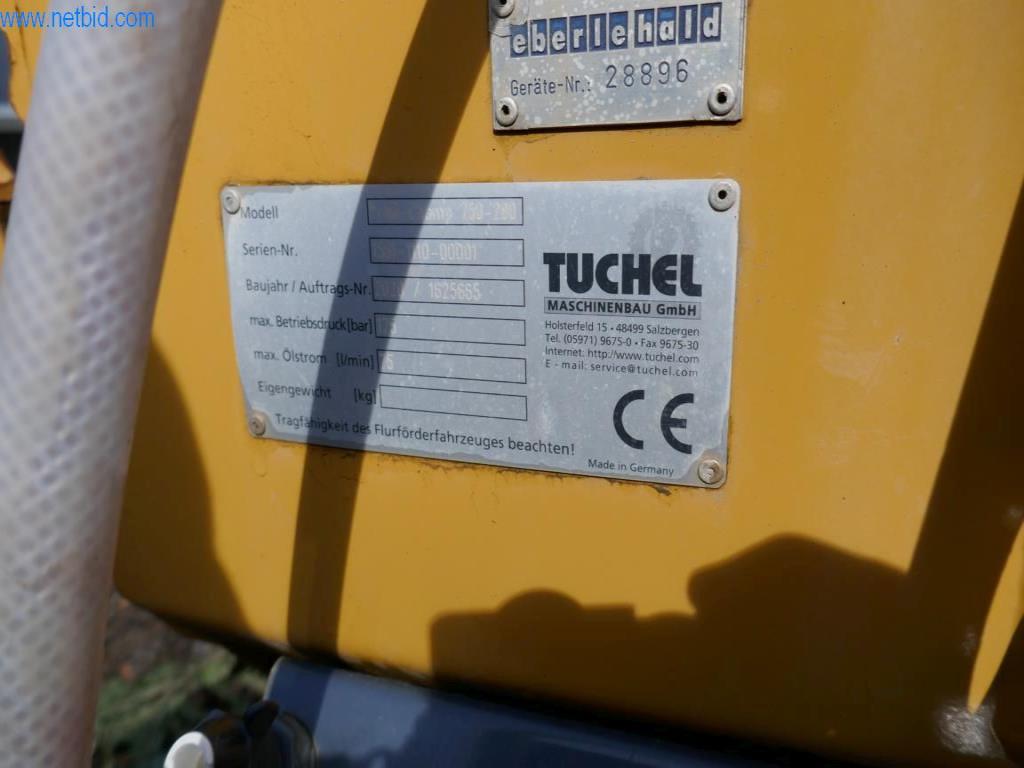 www.netbid.com
eberlehald
Geräte-Nr.: 28896
Modell 750-280
Serien-Nr.
Baujahr / Auftrags-Nr. / 1625665
max. Betriebsdruck [bar]
max. Ölstrom [l/min]
Eigengewicht [kg]
Tragfähigkeit des Flurförderfahrzeuges beachten!
TUCHEL
MASCHINENBAU GmbH
Holsterfeld 15 • 48499 Salzbergen
Tel. (05971) 9675-0 • Fax 9675-30
Internet: http://www.tuchel.com
E - mail: service@tuchel.com
CE
Made in Germany